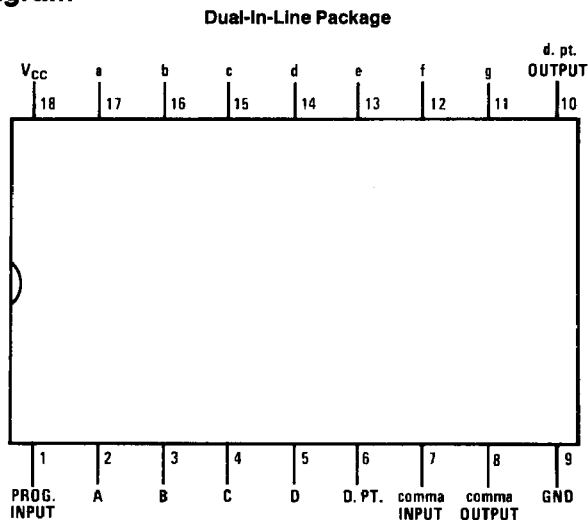 Dual-In-Line Package
d. pt.
VCC a b c d e f g OUTPUT
18 17 16 15 14 13 12 11 10
1 2 3 4 5 6 7 8 9
PROG. A B C D D. PT. comma comma GND
INPUT INPUT OUTPUT